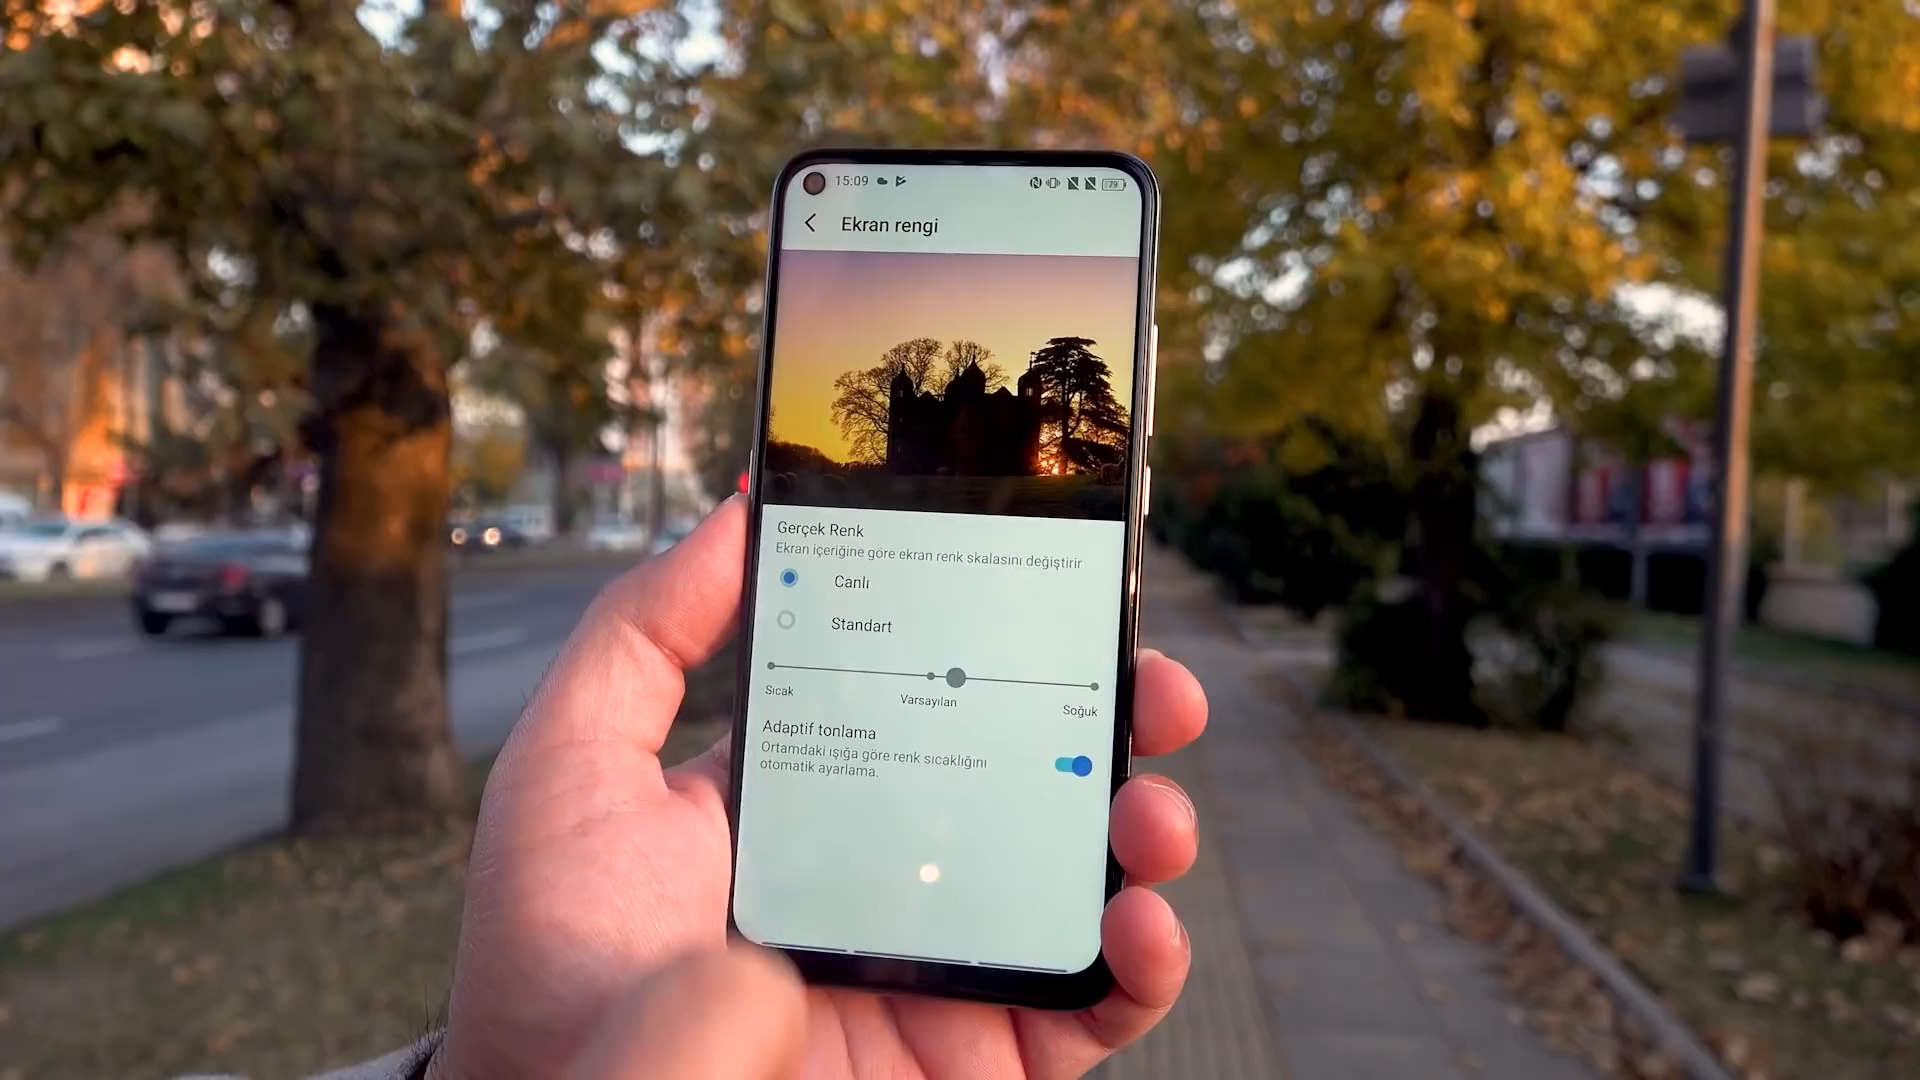 15:09
79
Ekran rengi
Gerçek Renk
Ekran içeriğine göre ekran renk skalasını değiştirir
Canlı
Standart
Sıcak
Varsayılan
Soğuk
Adaptif tonlama
Ortamdaki ışığa göre renk sıcaklığını
otomatik ayarlama.